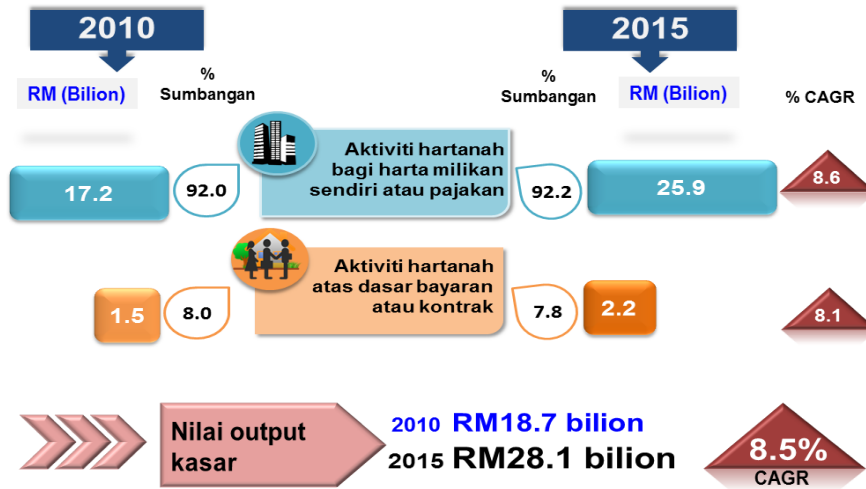 2010
2015
RM (Bilion)
%
Sumbangan
%
Sumbangan
RM (Bilion)
% CAGR
17.2
92.0
Aktiviti hartanah
bagi harta milikan
sendiri atau pajakan
92.2
25.9
8.6
1.5
8.0
Aktiviti hartanah
atas dasar bayaran
atau kontrak
7.8
2.2
8.1
Nilai output
kasar
2010 RM18.7 bilion
2015 RM28.1 bilion
8.5%
CAGR